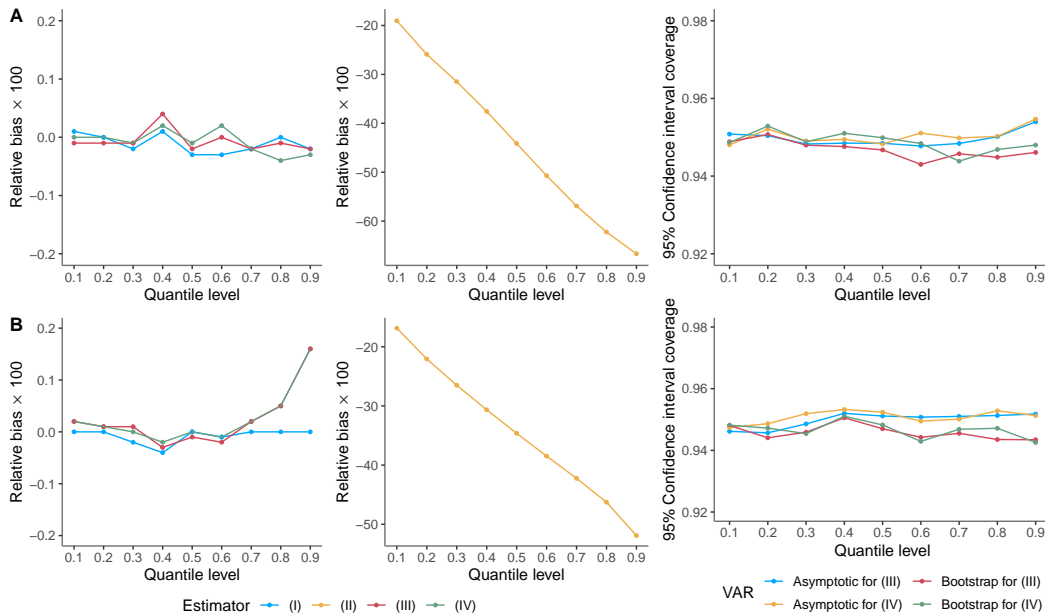 A
Relative bias × 100
0.2
0.1
0.0
−0.1
−0.2
0.1 0.2 0.3 0.4 0.5 0.6 0.7 0.8 0.9
Quantile level
Relative bias × 100
−20
−30
−40
−50
−60
0.1 0.2 0.3 0.4 0.5 0.6 0.7 0.8 0.9
Quantile level
95% Confidence interval coverage
0.98
0.96
0.94
0.92
0.1 0.2 0.3 0.4 0.5 0.6 0.7 0.8 0.9
Quantile level
B
Relative bias × 100
0.2
0.1
0.0
−0.1
−0.2
0.1 0.2 0.3 0.4 0.5 0.6 0.7 0.8 0.9
Quantile level
Relative bias × 100
−20
−30
−40
−50
0.1 0.2 0.3 0.4 0.5 0.6 0.7 0.8 0.9
Quantile level
95% Confidence interval coverage
0.98
0.96
0.94
0.92
0.1 0.2 0.3 0.4 0.5 0.6 0.7 0.8 0.9
Quantile level
Estimator (I) (II) (III) (IV)
VAR
Asymptotic for (III) Bootstrap for (III)
Asymptotic for (IV) Bootstrap for (IV)